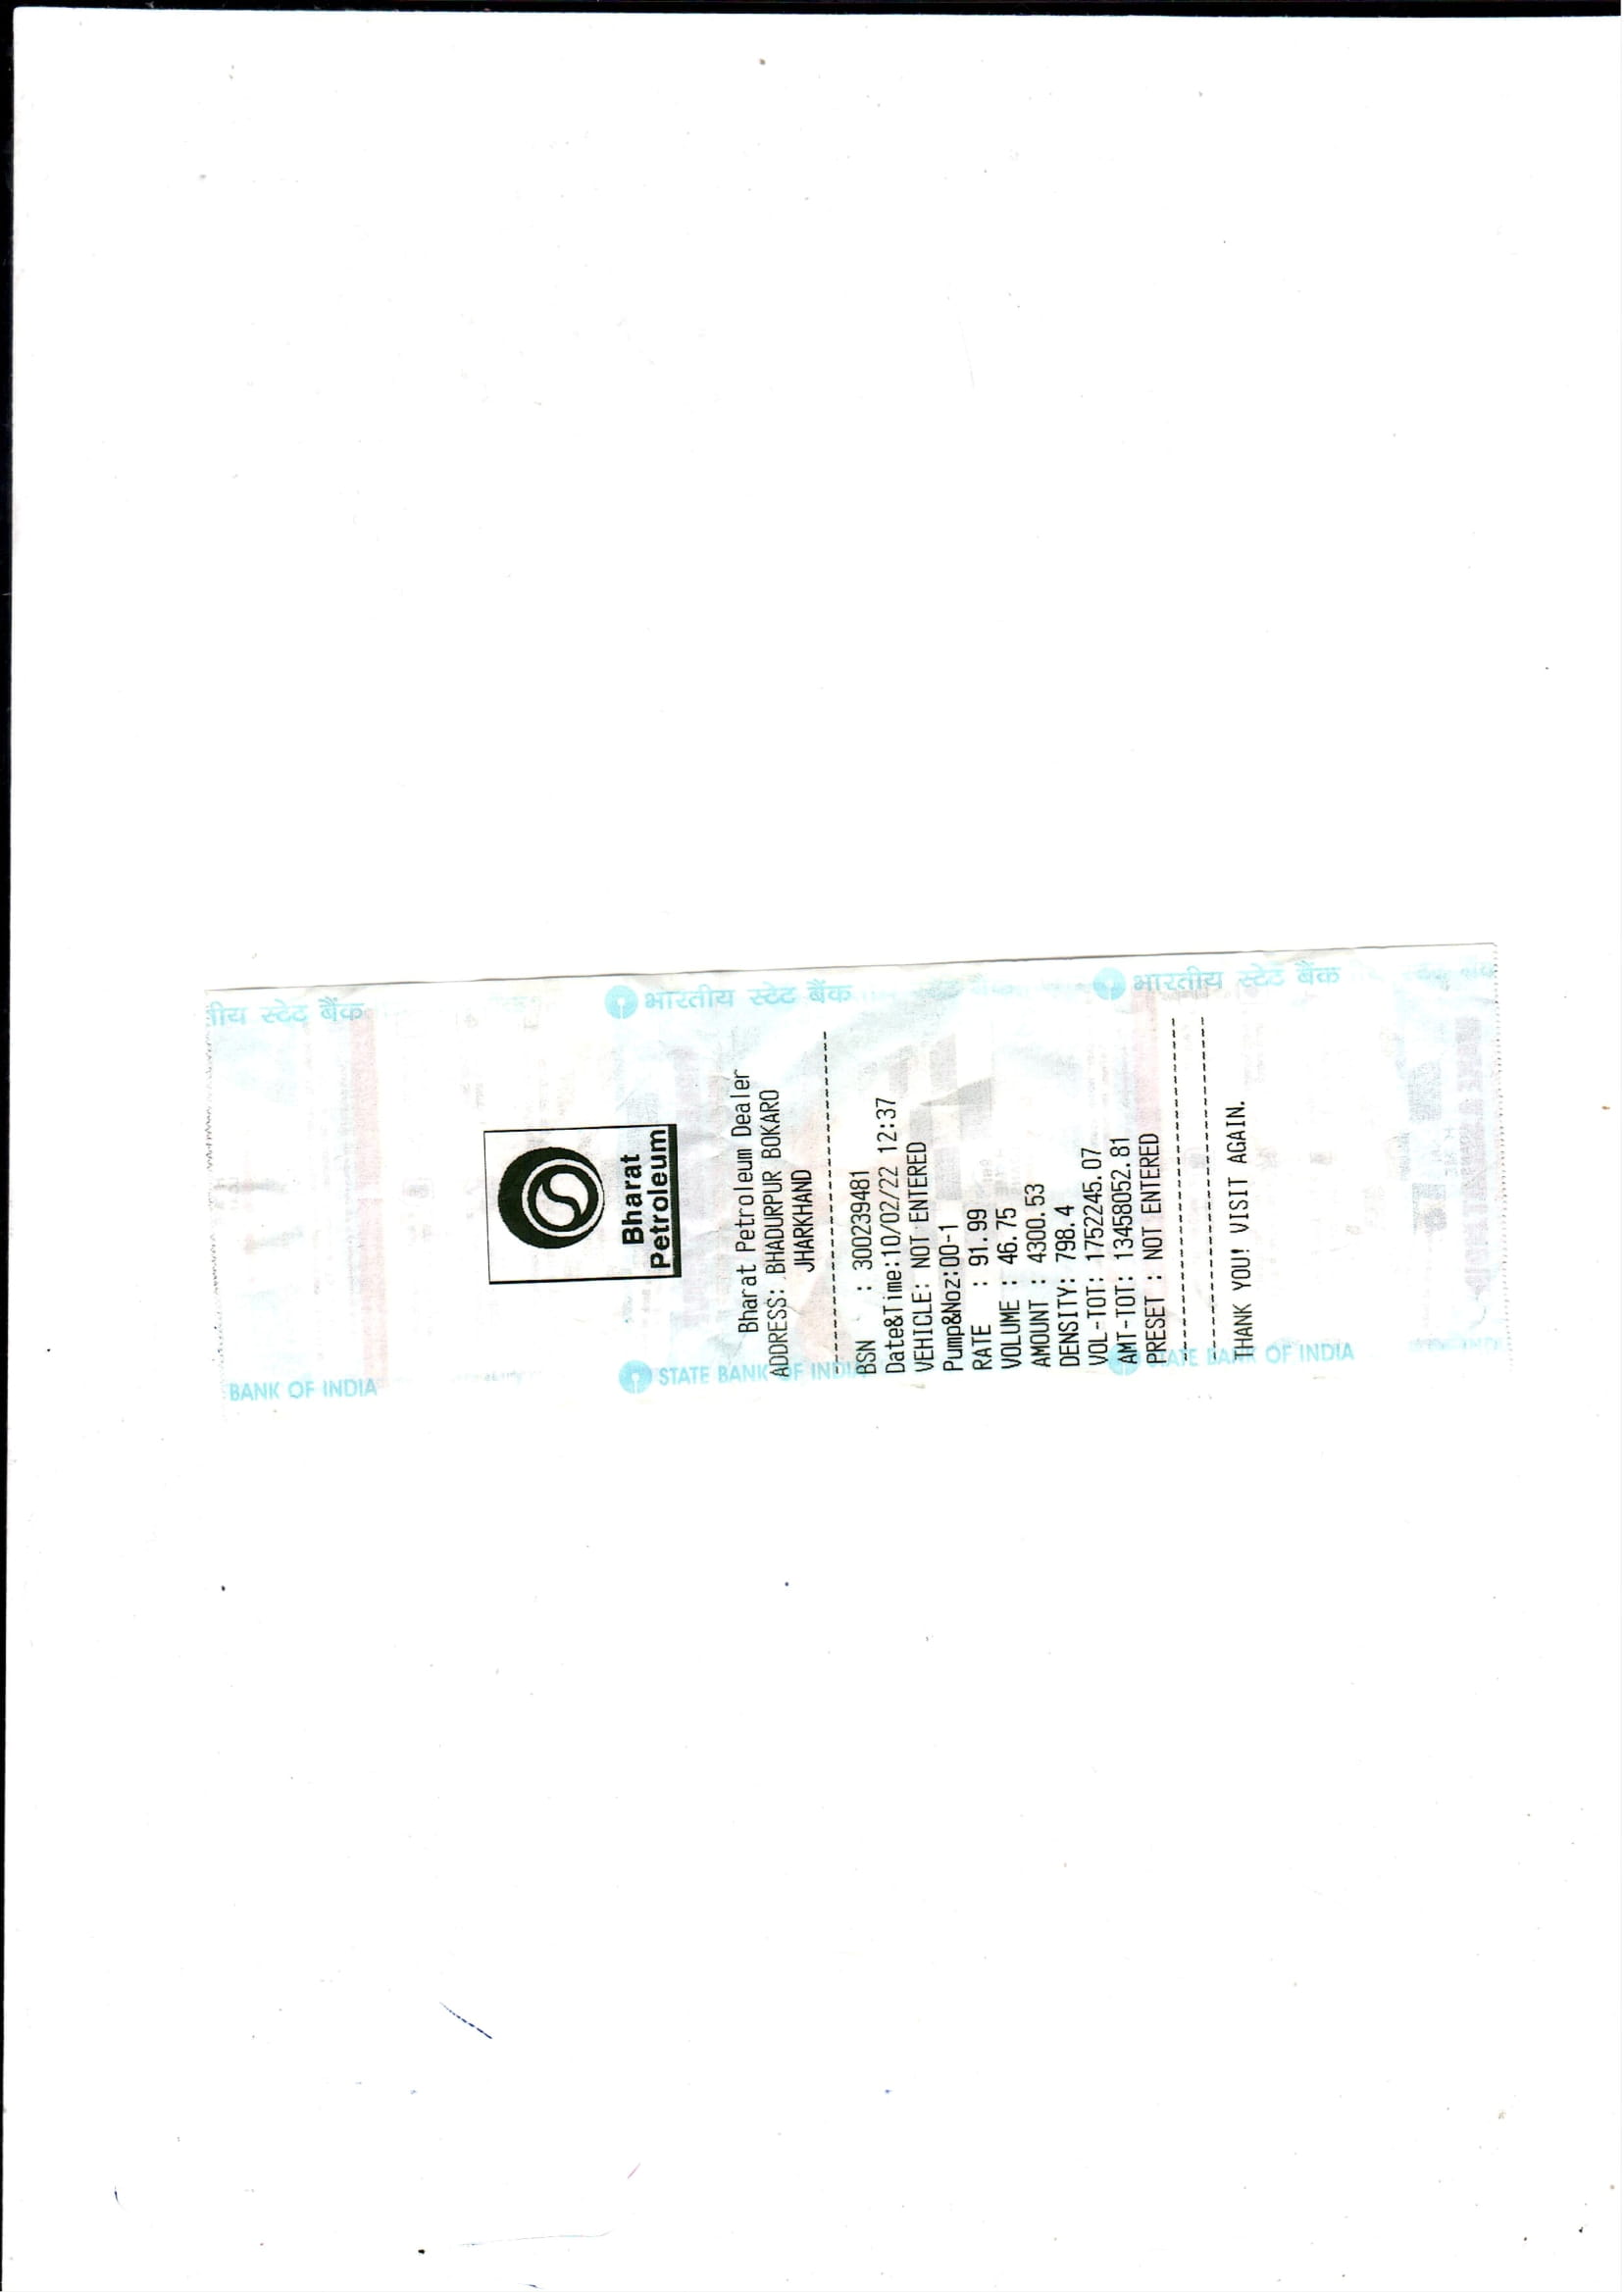 BANK OF INDIA
तीय स्टेट बैंक
Bharat
Petroleum
STATE BANK OF INDIA
भारतीय स्टेट बैंक
Bharat Petroleum Dealer
ADDRESS: BHADURPUR BOKARO
JHARKHAND
------------------------------
BSN : 300239481
Date&Time:10/02/22 12:37
VEHICLE: NOT ENTERED
Pump&Noz:00-1
RATE : 91.99
VOLUME : 46.75
AMOUNT : 4300.53
DENSITY: 798.4
VOL-TOT: 1752245.07
AMT-TOT: 13458052.81
PRESET : NOT ENTERED
------------------------------
------------------------------
THANK YOU! VISIT AGAIN.
STATE BANK OF INDIA
भारतीय स्टेट बैंक